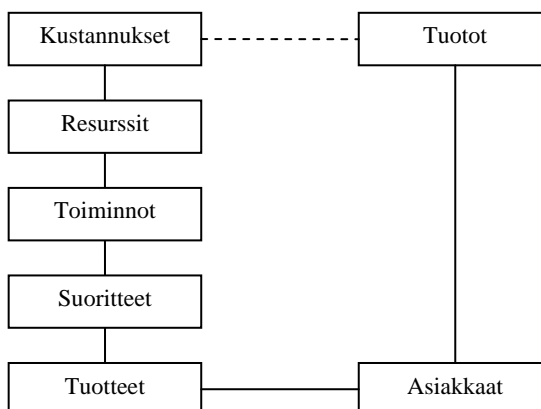 Kustannukset
Tuotot
Resurssit
Toiminnot
Suoritteet
Tuotteet
Asiakkaat